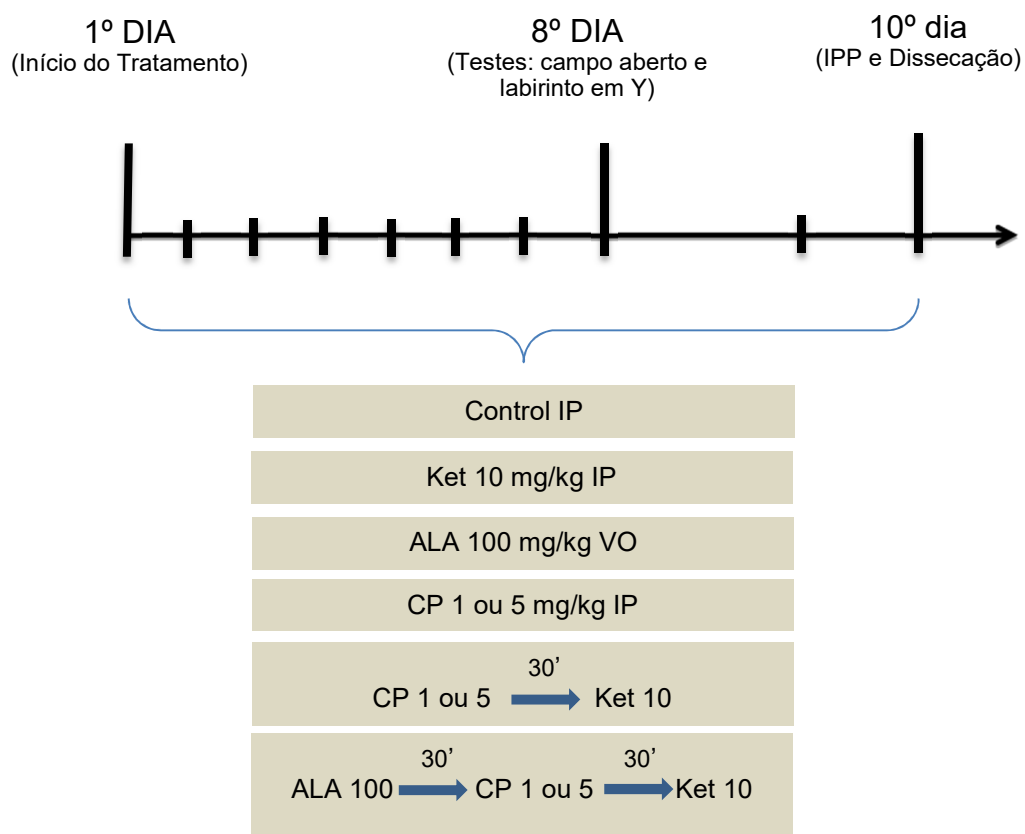 1º DIA
(Início do Tratamento)
8º DIA
(Testes: campo aberto e
labirinto em Y)
10º dia
(IPP e Dissecação)
Control IP
Ket 10 mg/kg IP
ALA 100 mg/kg VO
CP 1 ou 5 mg/kg IP
30’
CP 1 ou 5 Ket 10
30’ 30’
ALA 100 CP 1 ou 5 Ket 10